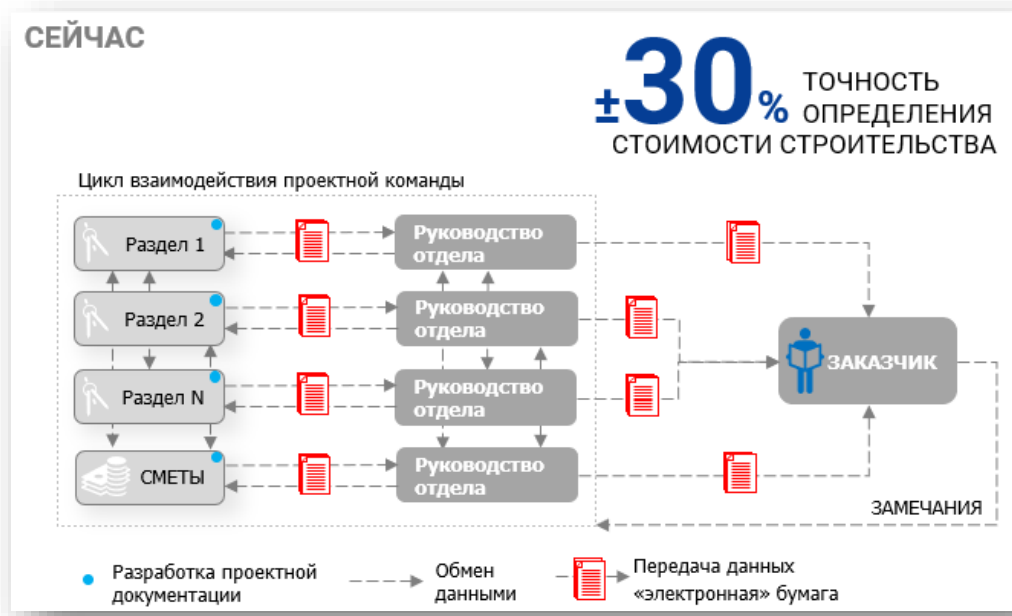 СЕЙЧАС
±30%
ТОЧНОСТЬ
ОПРЕДЕЛЕНИЯ
СТОИМОСТИ СТРОИТЕЛЬСТВА
Цикл взаимодействия проектной команды
Раздел 1
Руководство
отдела
Раздел 2
Руководство
отдела
ЗАКАЗЧИК
Раздел N
Руководство
отдела
СМЕТЫ
Руководство
отдела
ЗАМЕЧАНИЯ
Разработка проектной
документации
Обмен
данными
Передача данных
«электронная» бумага